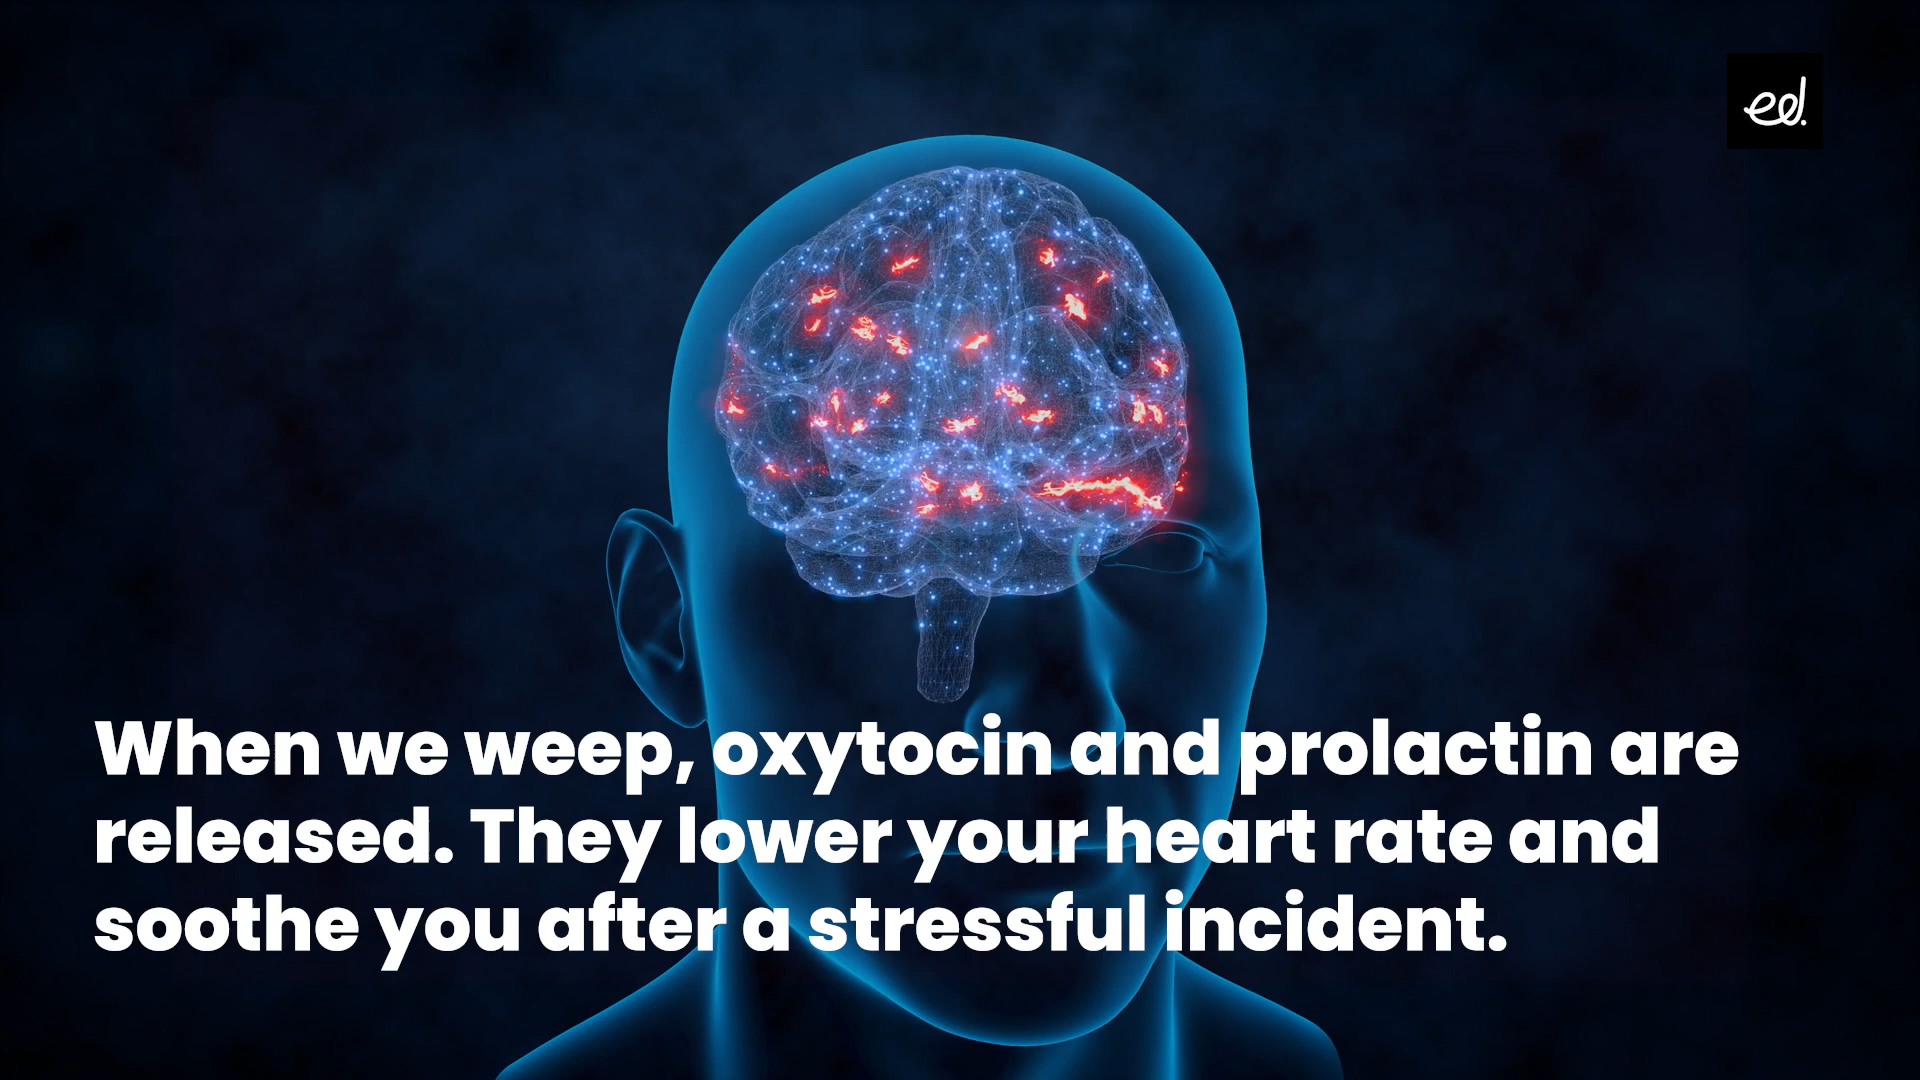 ed.
When we weep, oxytocin and prolactin are
released. They lower your heart rate and
soothe you after a stressful incident.